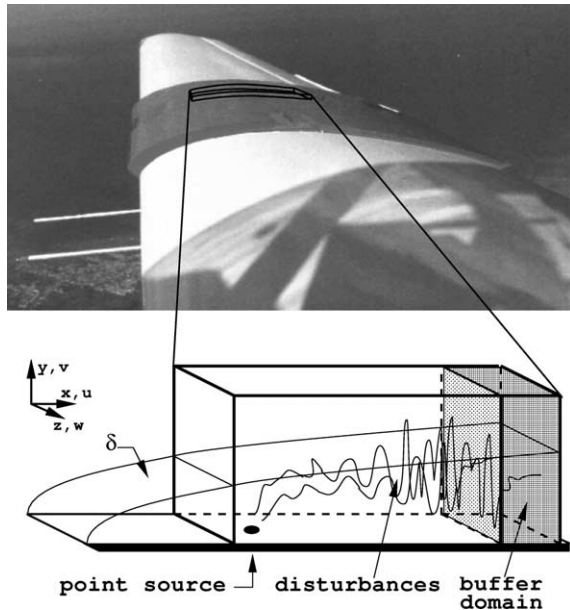 y,v
x,u
z,w
δ
point source
disturbances
buffer
domain